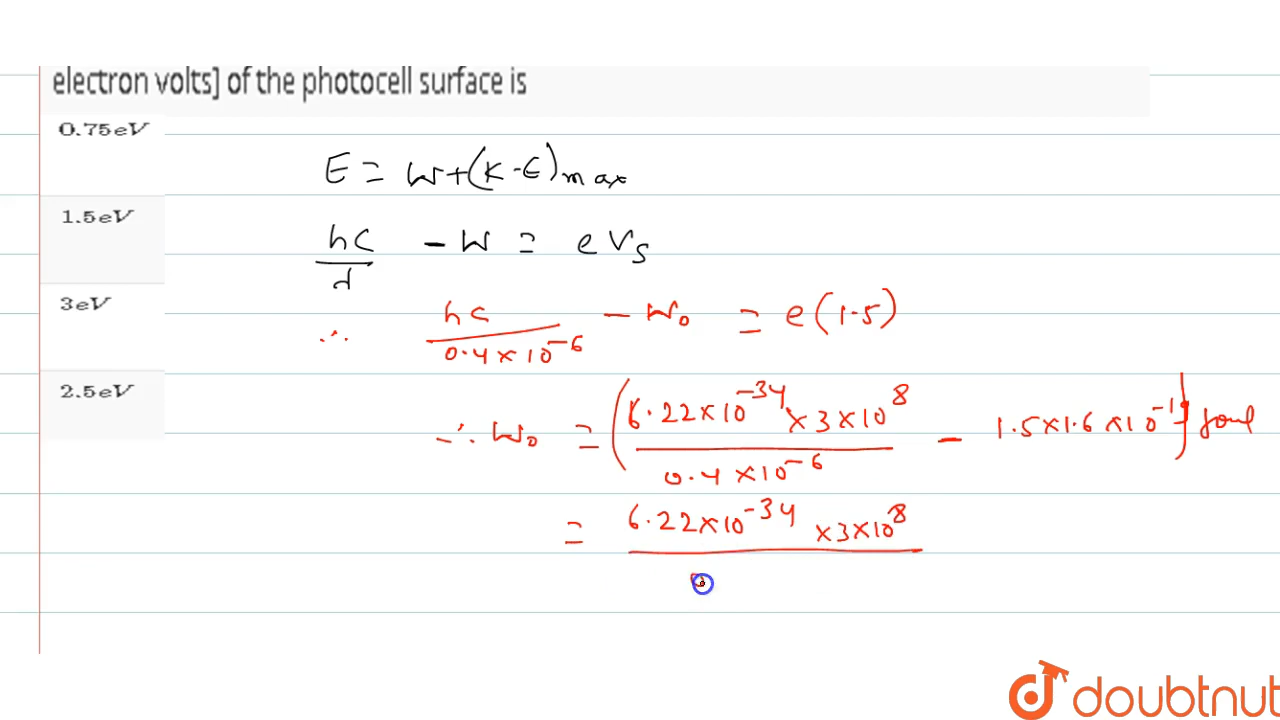 electron volts] of the photocell surface is
0.75eV
E = W+(K-E)max
1.5eV
hc/d - W = eVs
3eV
∴ hc/0.4×10^-6 - W₀ = e(1.5)
2.5eV
∴ W₀ = (6.22×10^-34 ×3×10^8/0.4×10^-6 - 1.5×1.6×10^-1
= 6.22×10^-34 ×3×10^8
doubtnut